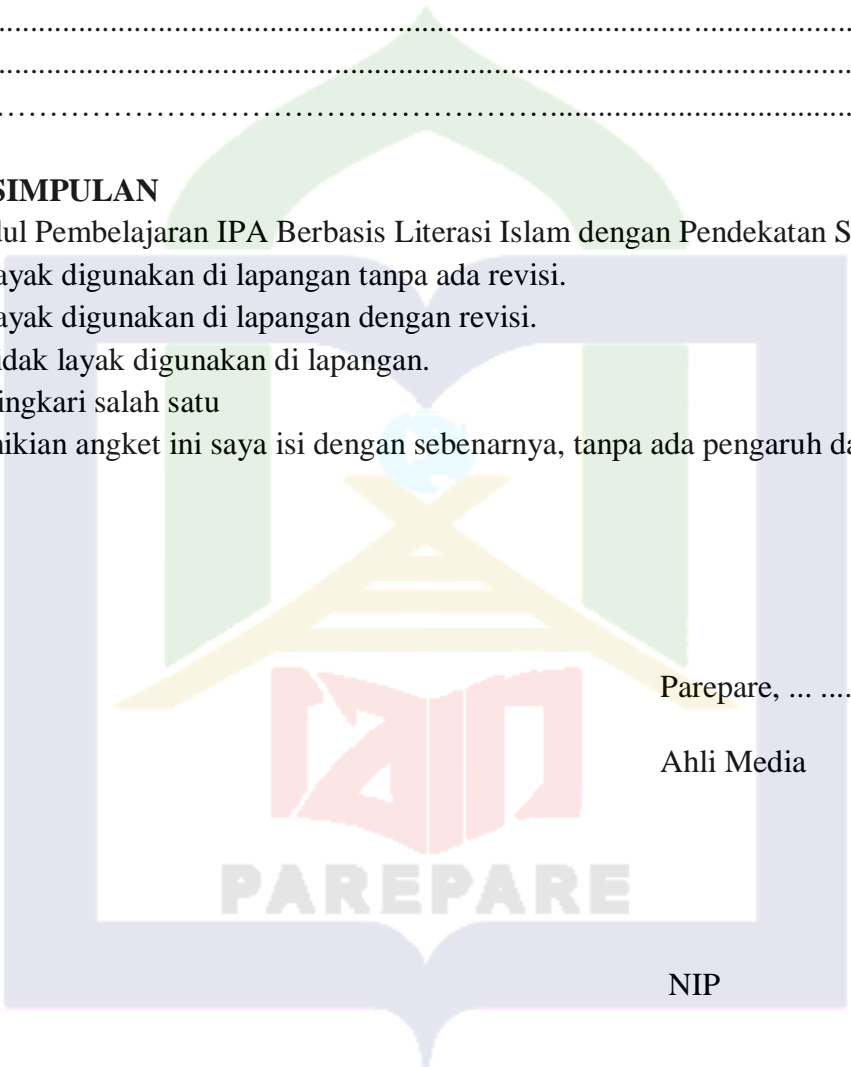 ................................................................................................................
................................................................................................................
……………………………………………….......................................
SIMPULAN
dul Pembelajaran IPA Berbasis Literasi Islam dengan Pendekatan S
ayak digunakan di lapangan tanpa ada revisi.
ayak digunakan di lapangan dengan revisi.
idak layak digunakan di lapangan.
ingkari salah satu
nikian angket ini saya isi dengan sebenarnya, tanpa ada pengaruh da
Parepare, ... ....
Ahli Media
iain
PAREPARE
NIP